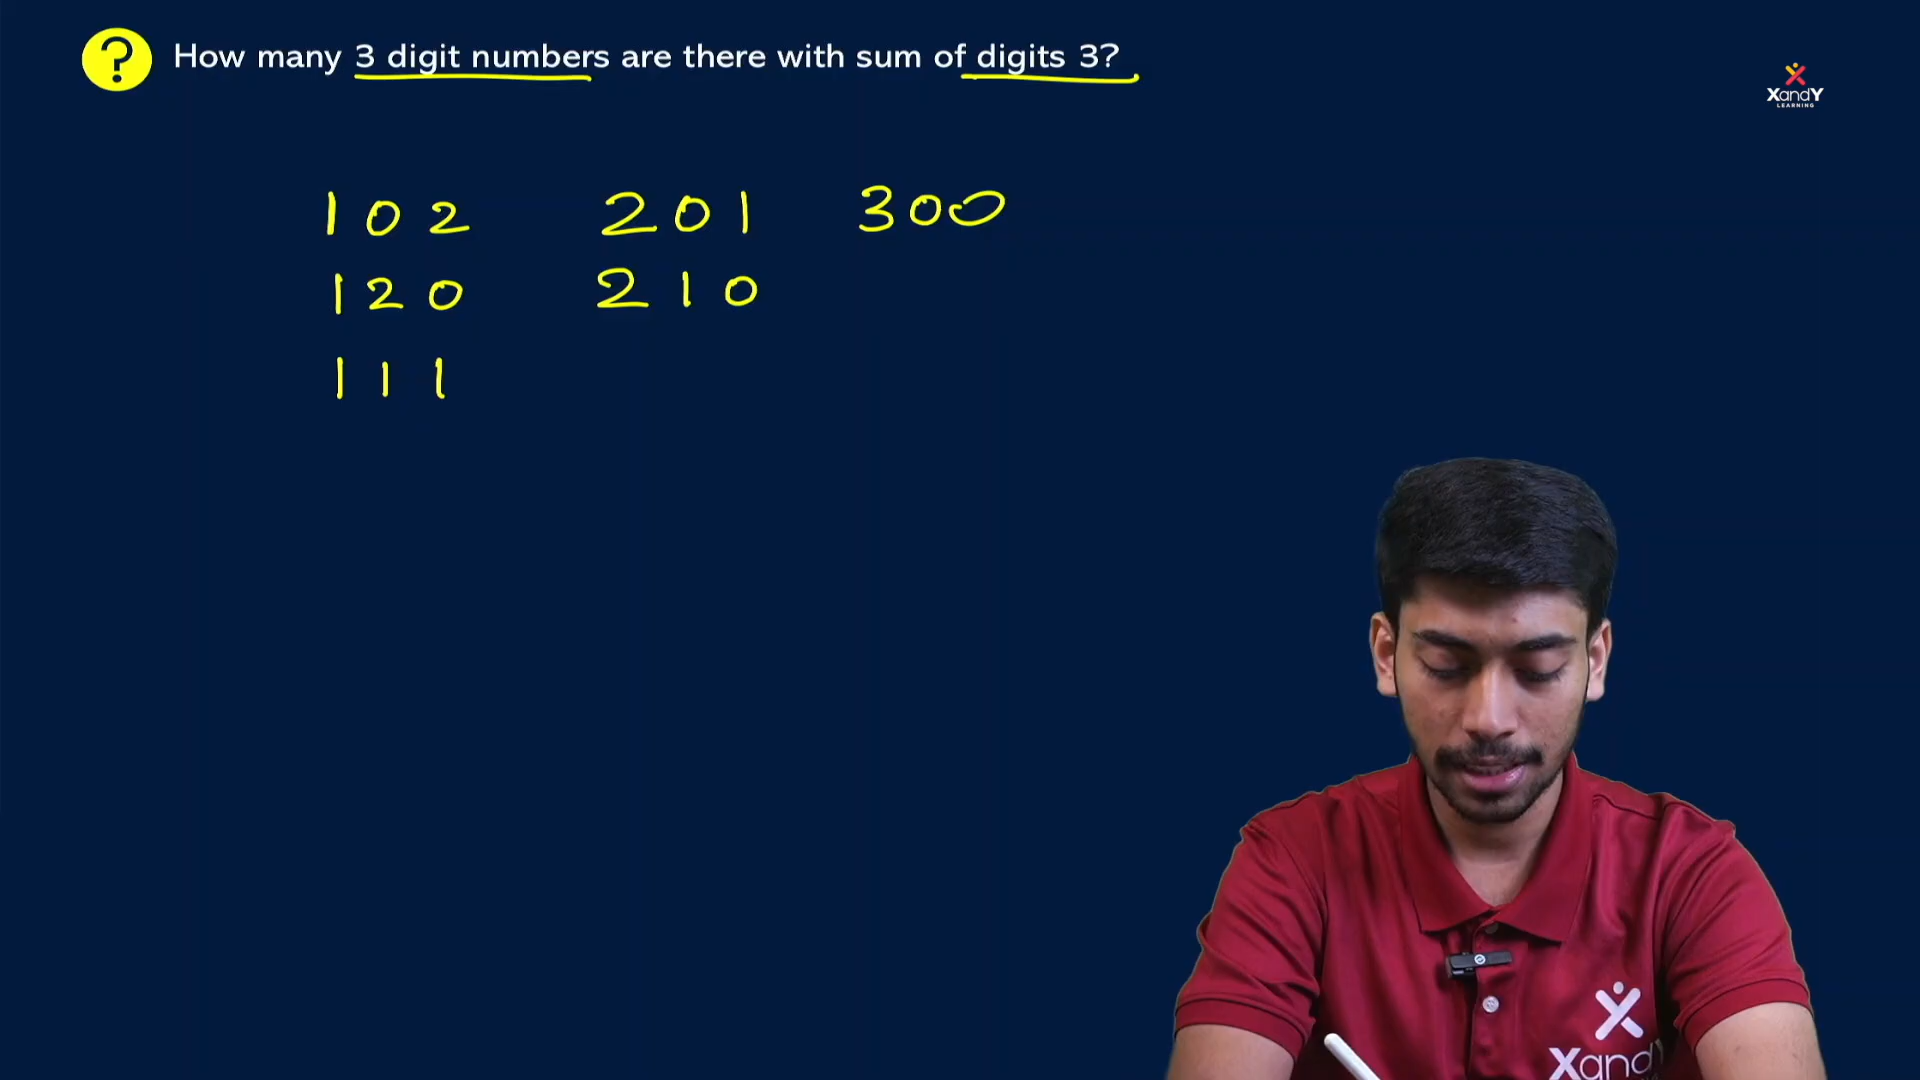 ? How many 3 digit numbers are there with sum of digits 3?
XandY
LEARNING
102 201 300
120 210
111
XandY